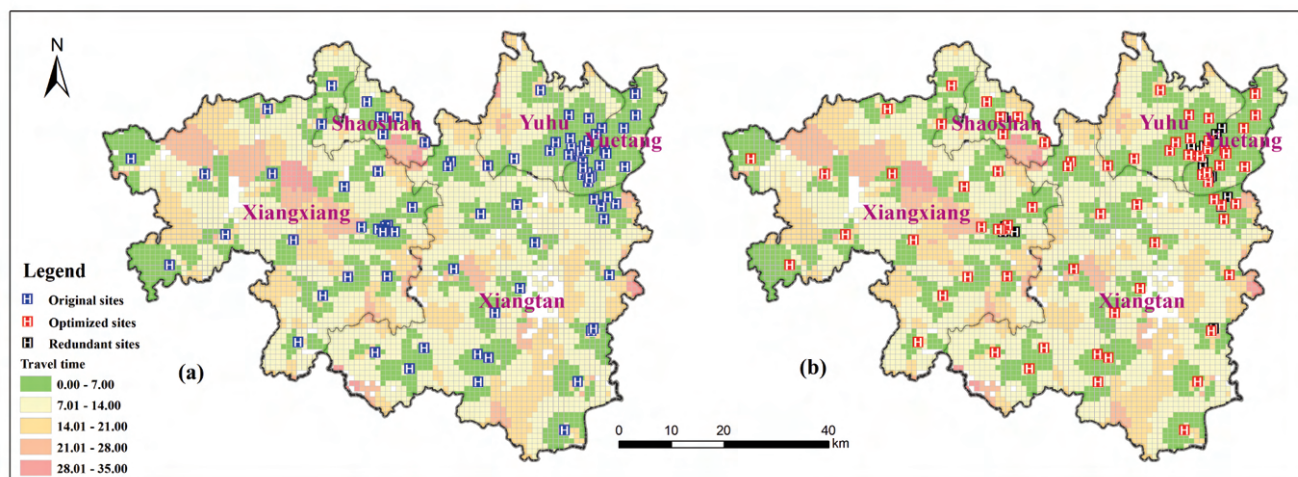 N
Shaoshan
Yuhu
Yuetang
Xiangxiang
Xiangtan
(a)
Legend
H Original sites
H Optimized sites
H Redundant sites
Travel time
0.00 - 7.00
7.01 - 14.00
14.01 - 21.00
21.01 - 28.00
28.01 - 35.00
0 10 20 40
km
Shaoshan
Yuhu
Yuetang
Xiangxiang
Xiangtan
(b)